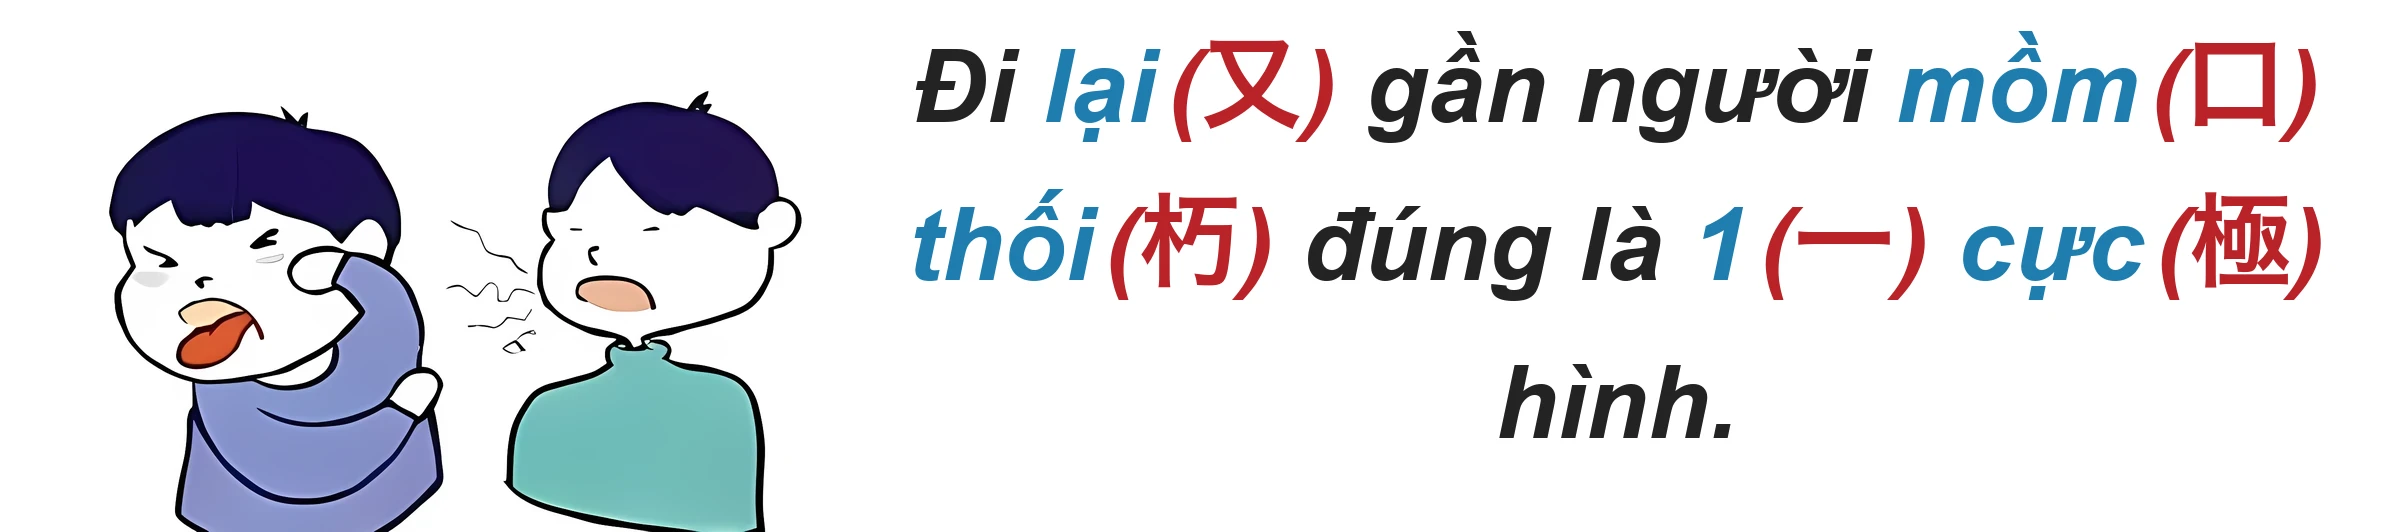 Đi lại(又) gần người mồm(口)
thối(朽) đúng là 1(一) cực(極)
hình.